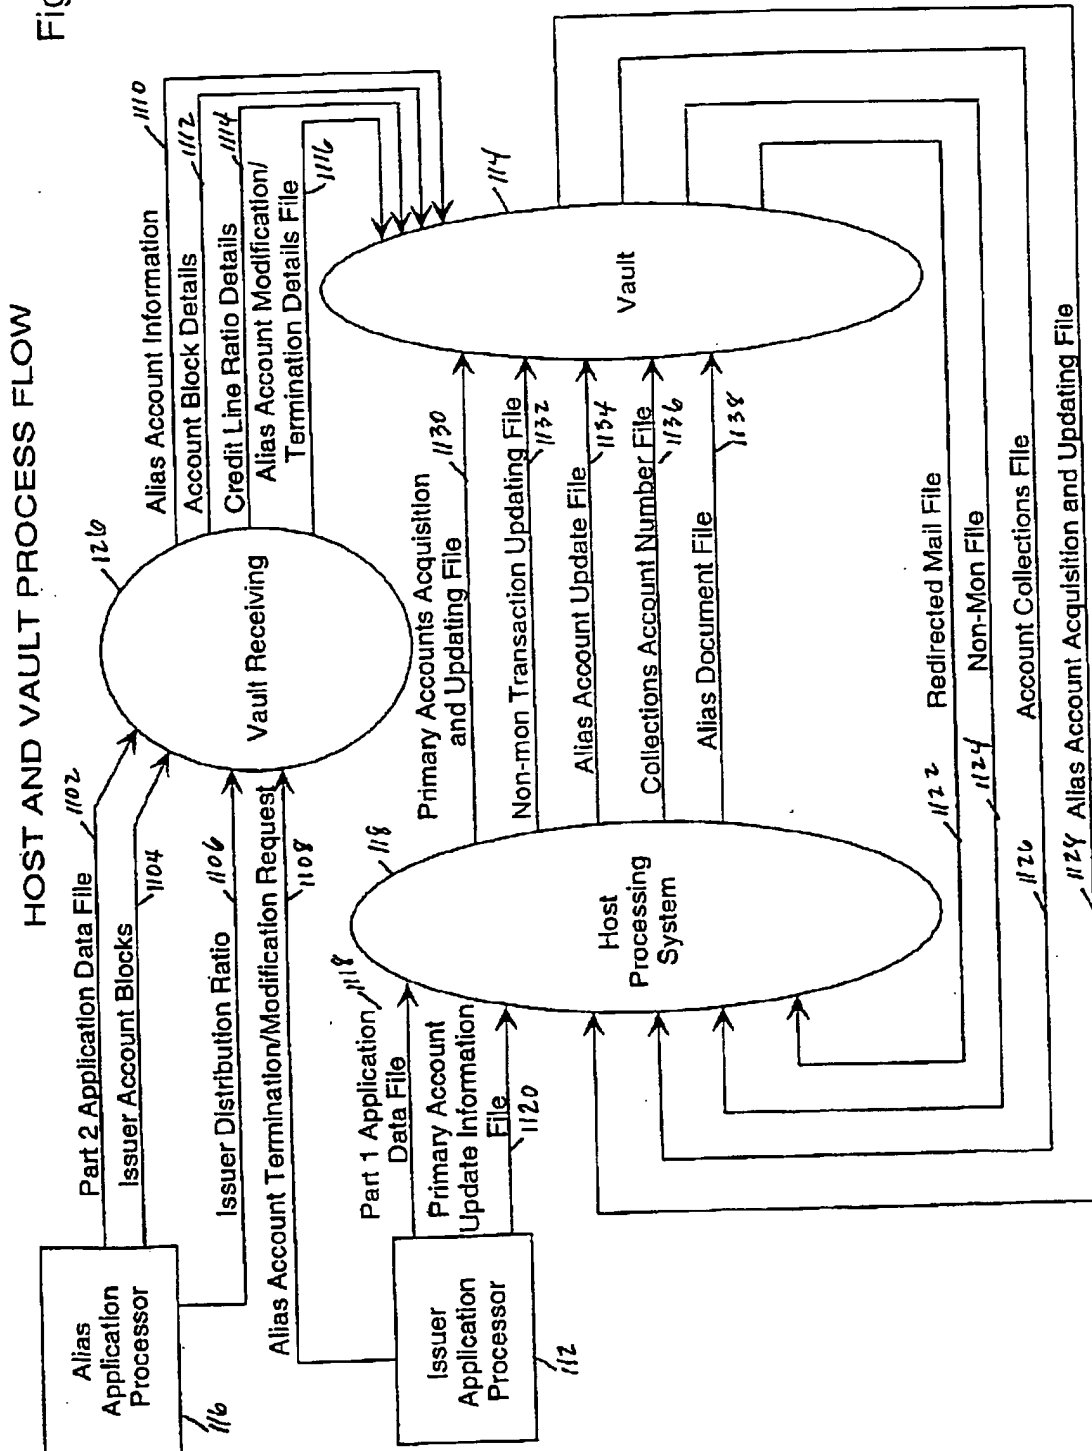 HOST AND VAULT PROCESS FLOW
Fig
Alias
Application
Processor
116
Part 2 Application Data File
1102
Issuer Account Blocks
1104
Issuer Distribution Ratio
1106
Alias Account Termination/Modification Request
1108
Vault Receiving
126
Alias Account Information
1110
Account Block Details
1112
Credit Line Ratio Details
1114
Alias Account Modification/
Termination Details File
1116
Issuer
Application
Processor
112
Part 1 Application
Data File
1118
Primary Account
Update Information
File
1120
Host
Processing
System
118
Primary Accounts Acquisition
and Updating File
1130
Non-mon Transaction Updating File
1132
Alias Account Update File
1134
Collections Account Number File
1136
Alias Document File
1138
Vault
114
Redirected Mail File
1122
Non-Mon File
1124
Account Collections File
1126
Alias Account Acquisition and Updating File
1128